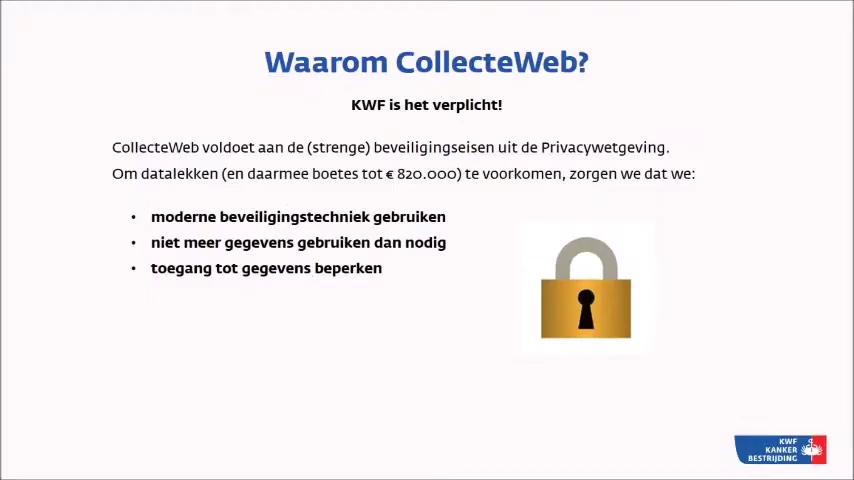 Waarom CollecteWeb?
KWF is het verplicht!
CollecteWeb voldoet aan de (strenge) beveiligingseisen uit de Privacywetgeving.
Om datalekken (en daarmee boetes tot € 820.000) te voorkomen, zorgen we dat we:
• moderne beveiligingstechniek gebruiken
• niet meer gegevens gebruiken dan nodig
• toegang tot gegevens beperken
KWF
KANKER
BESTRIJDING